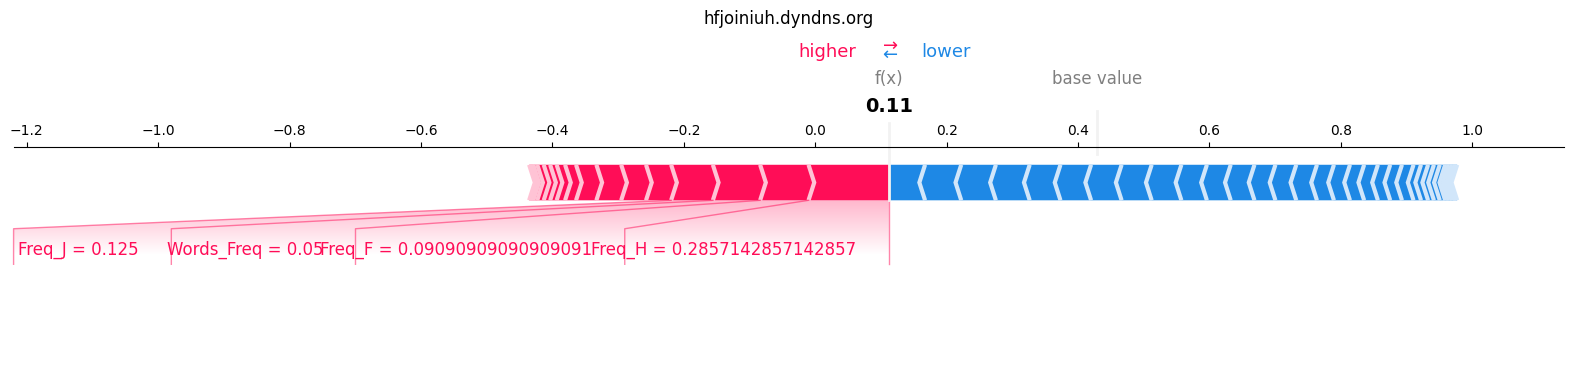 hfjoiniuh.dyndns.org
higher ⇄ lower
f(x) base value
0.11
−1.2 −1.0 −0.8 −0.6 −0.4 −0.2 0.0 0.2 0.4 0.6 0.8 1.0
Freq_J = 0.125 Words_Freq = 0.05 Freq_F = 0.09090909090909091 Freq_H = 0.2857142857142857